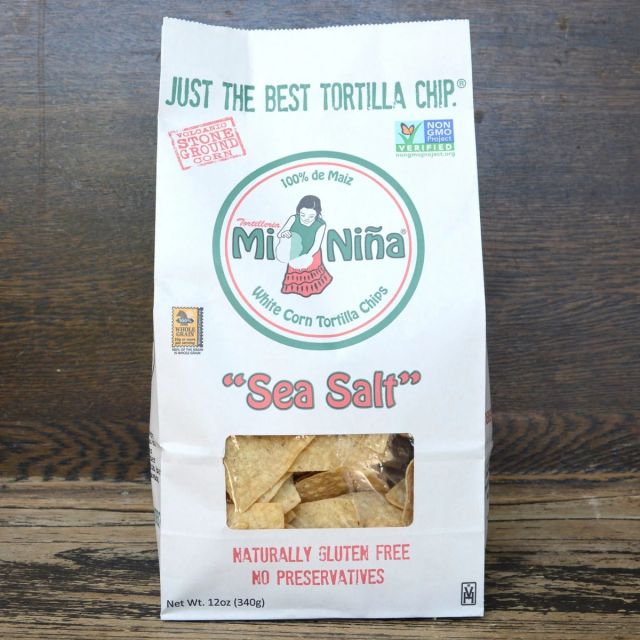 JUST THE BEST TORTILLA CHIP.®
VOLCANIC
STONE
GROUND
CORN
NON
GMO
Project
VERIFIED
nongmoproject.org
100% de Maiz
Tortilleria
Mi Niña®
White Corn Tortilla Chips
WHOLE
GRAIN
"Sea Salt"
NATURALLY GLUTEN FREE
NO PRESERVATIVES
Net Wt. 12oz (340g)